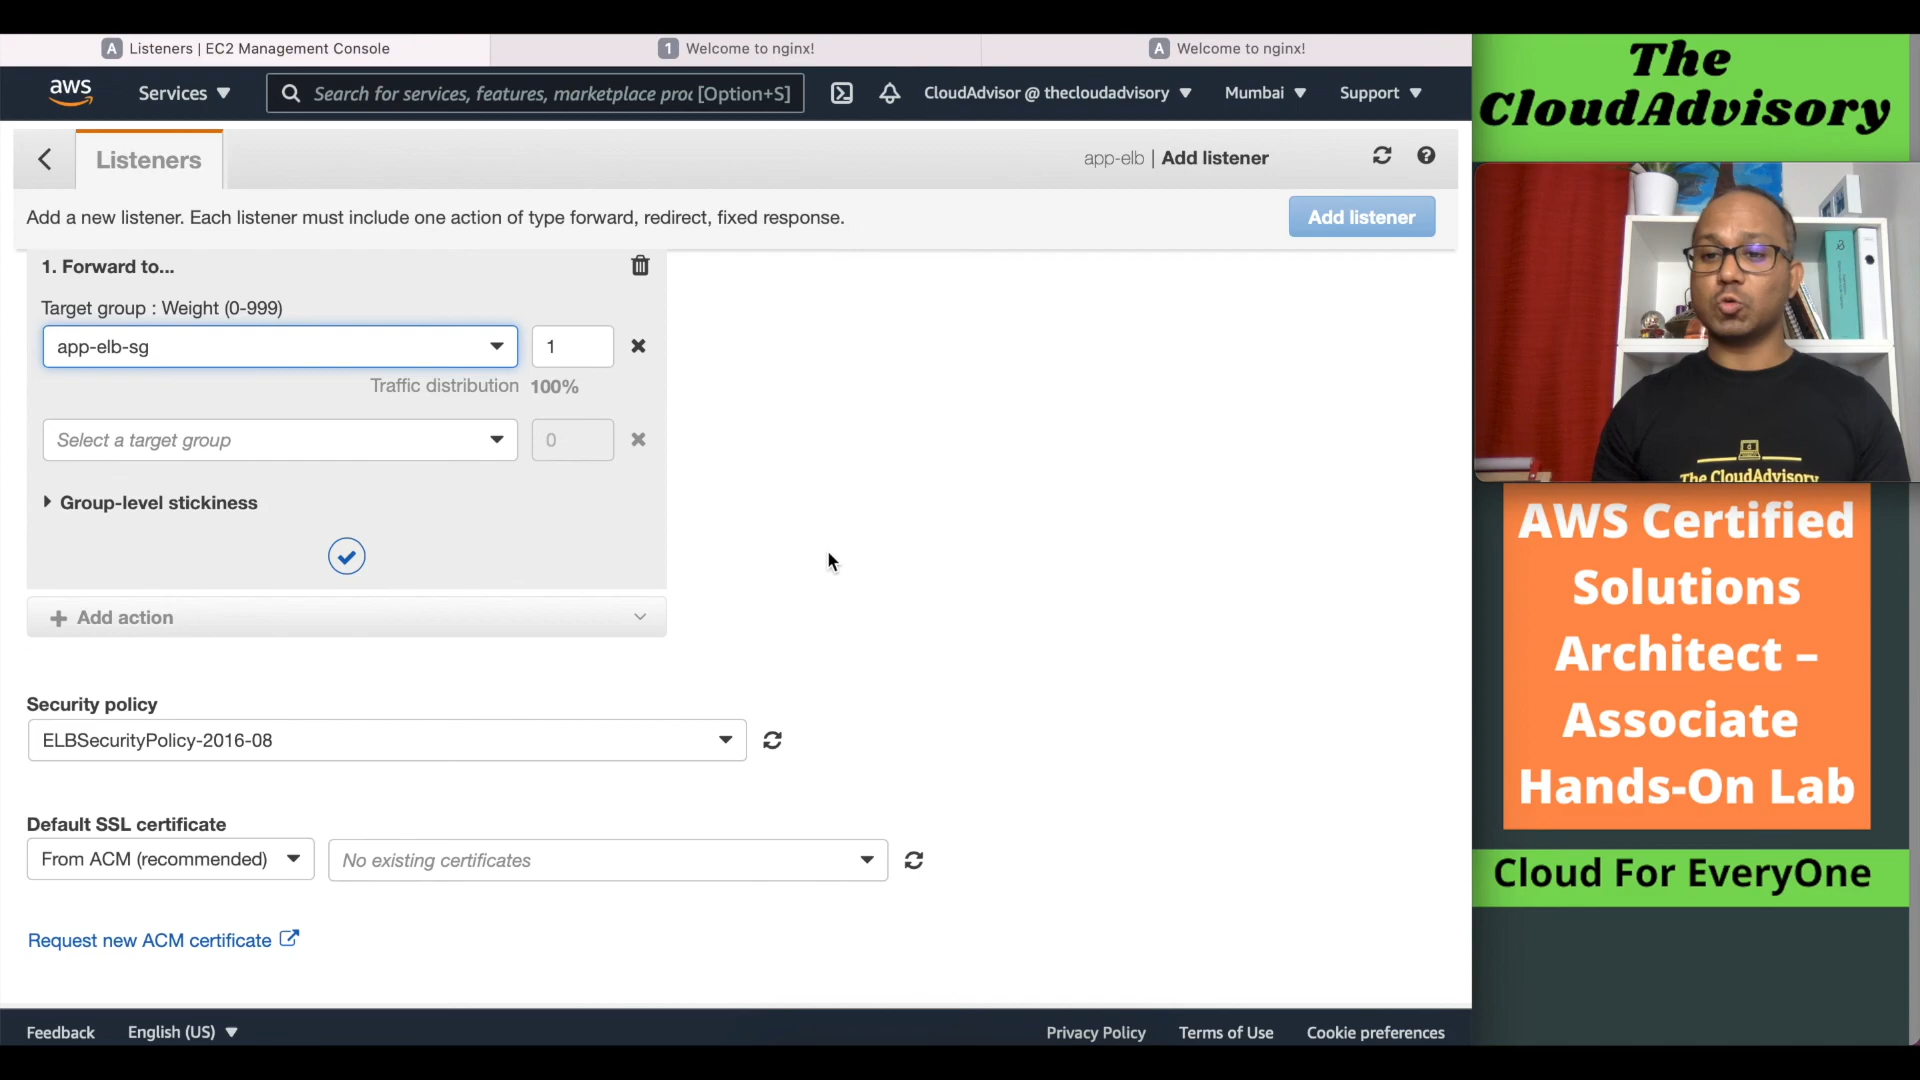 A Listeners | EC2 Management Console
1 Welcome to nginx!
A Welcome to nginx!
aws
Services
Search for services, features, marketplace proc [Option+S]
CloudAdvisor @ thecloudadvisory
Mumbai
Support
Listeners
app-elb | Add listener
Add a new listener. Each listener must include one action of type forward, redirect, fixed response.
Add listener
1. Forward to...
Target group : Weight (0-999)
app-elb-sg
1
Traffic distribution 100%
Select a target group
0
Group-level stickiness
Add action
Security policy
ELBSecurityPolicy-2016-08
Default SSL certificate
From ACM (recommended)
No existing certificates
Request new ACM certificate
Feedback
English (US)
Privacy Policy
Terms of Use
Cookie preferences
The
CloudAdvisory
The CloudAdvisory
AWS Certified
Solutions
Architect –
Associate
Hands-On Lab
Cloud For EveryOne